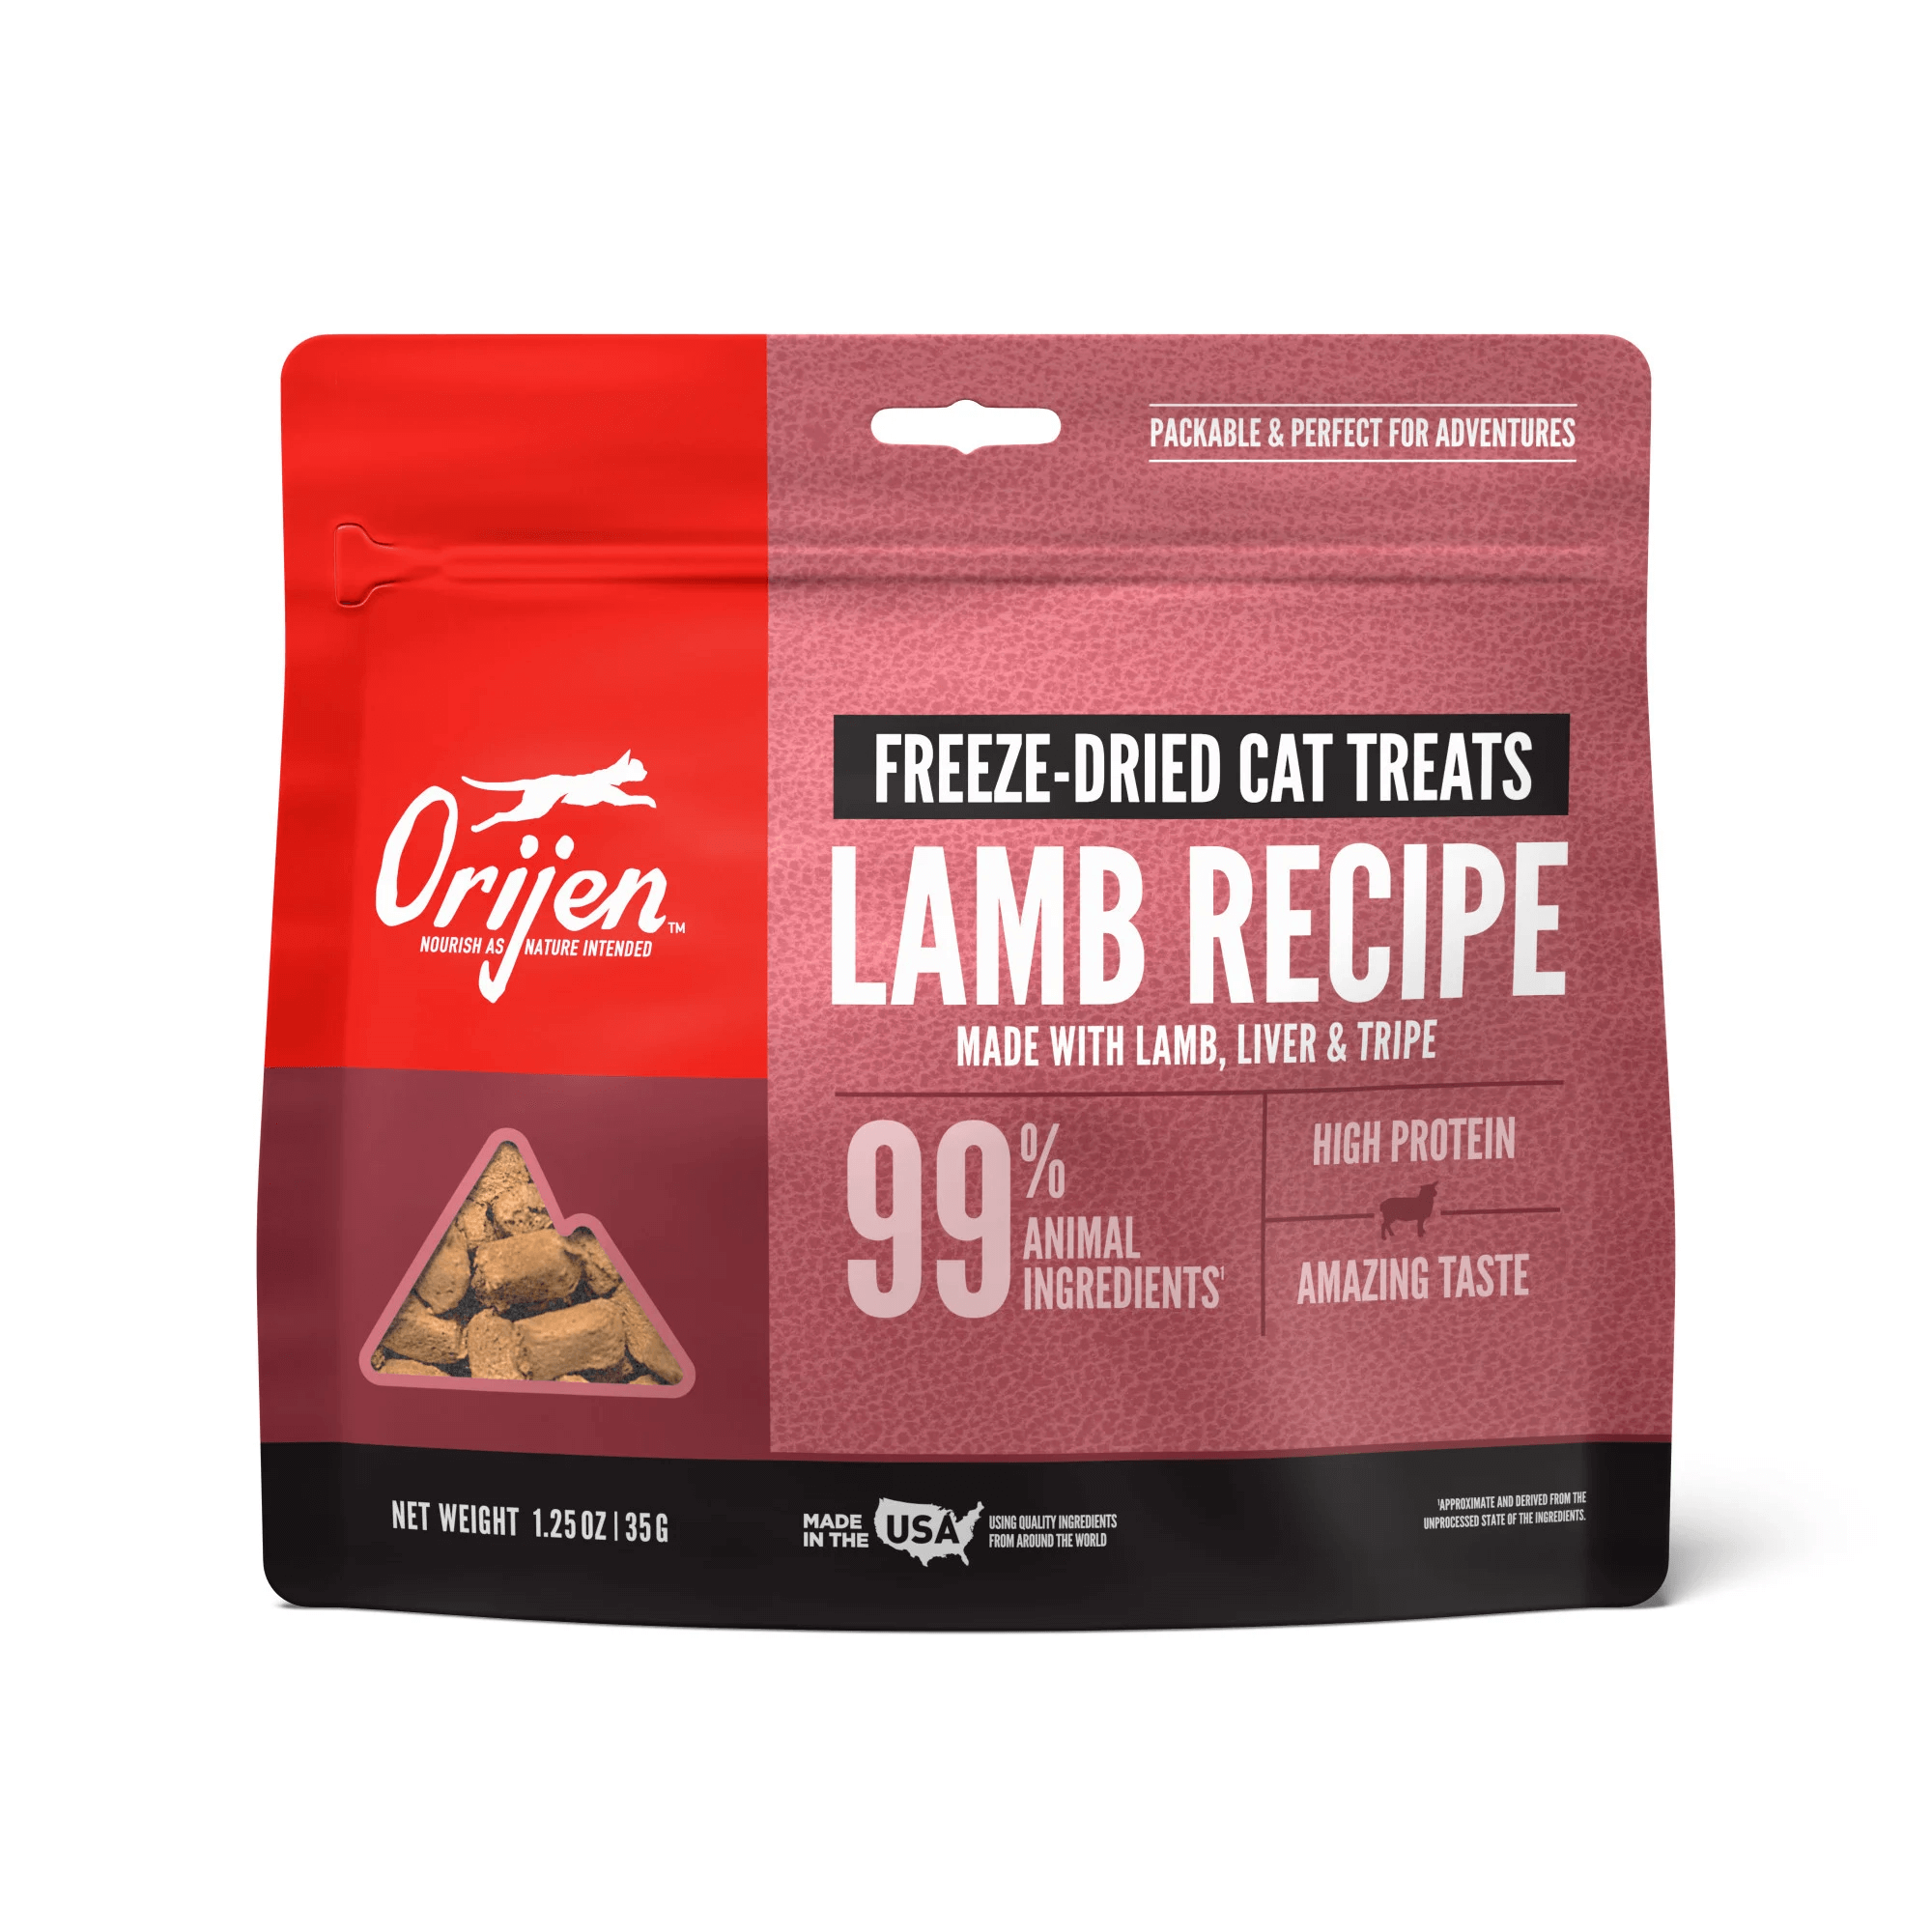 PACKABLE & PERFECT FOR ADVENTURES
Orijen™
NOURISH AS NATURE INTENDED
FREEZE-DRIED CAT TREATS
LAMB RECIPE
MADE WITH LAMB, LIVER & TRIPE
99%
ANIMAL
INGREDIENTS¹
HIGH PROTEIN
AMAZING TASTE
NET WEIGHT 1.25 OZ | 35 G
MADE
IN THE
USA
USING QUALITY INGREDIENTS
FROM AROUND THE WORLD
¹APPROXIMATE AND DERIVED FROM THE
UNPROCESSED STATE OF THE INGREDIENTS.